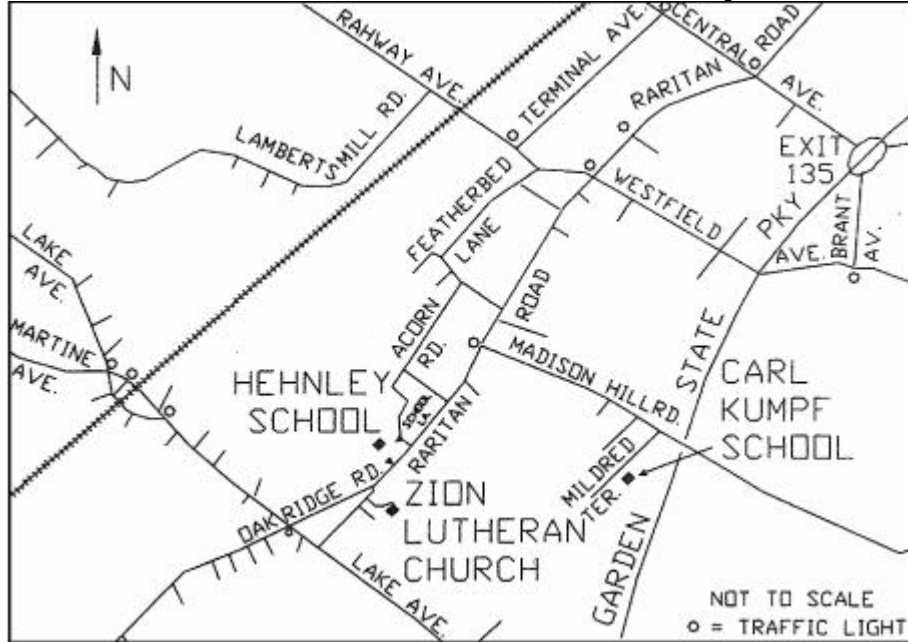 N
RAHWAY AVE.
TERMINAL AVE.
CENTRAL AVE.
ROAD
RARITAN
LAMBERTS MILL RD.
EXIT
135
FEATHERBED LANE
WESTFIELD AVE.
PKY
BRANT AV.
LAKE AVE.
ACORN RD.
ROAD
MARTINE AVE.
MADISON HILL RD.
STATE
HEHNLEY
SCHOOL
SCHOOL LA
CARL
KUMPF
SCHOOL
RARITAN
MILDRED TER.
OAK RIDGE RD.
ZION
LUTHERAN
CHURCH
GARDEN
LAKE AVE.
NOT TO SCALE
o = TRAFFIC LIGHT